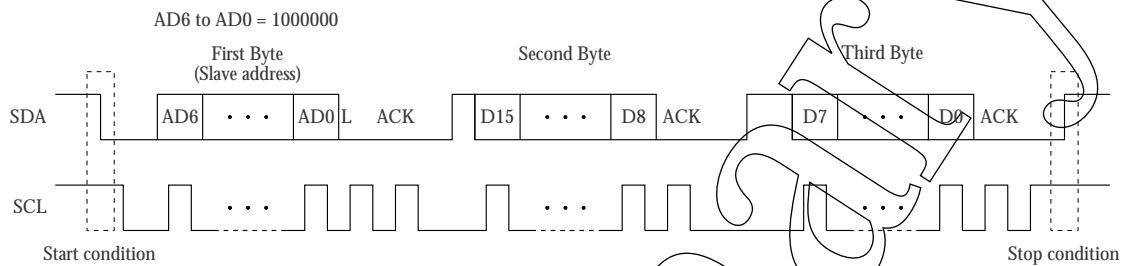 AD6 to AD0 = 1000000
First Byte
(Slave address)
Second Byte
Third Byte
SDA
AD6
• • •
AD0
L
ACK
D15
• • •
D8
ACK
D7
• • •
D0
ACK
SCL
• • •
• • •
• • •
Start condition
Stop condition